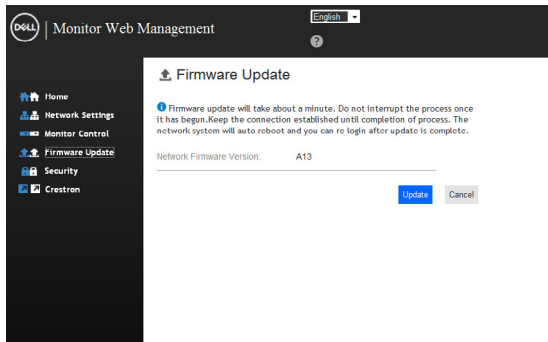 DELL
Monitor Web Management
English
?
Home
Network Settings
Monitor Control
Firmware Update
Security
Crestron
Firmware Update
Firmware update will take about a minute. Do not interrupt the process once
it has begun.Keep the connection established until completion of process. The
network system will auto reboot and you can re login after update is complete.
Network Firmware Version: A13
Update Cancel